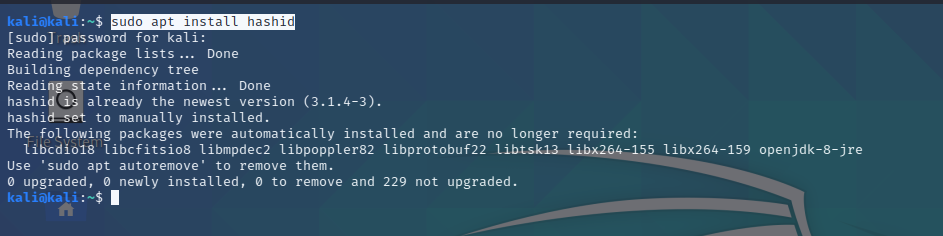 kali@kali:~$ sudo apt install hashid
[sudo] password for kali:
Reading package lists... Done
Building dependency tree
Reading state information... Done
hashid is already the newest version (3.1.4-3).
hashid set to manually installed.
The following packages were automatically installed and are no longer required:
  libcdio18 libcfitsio8 libmpdec2 libpoppler82 libprotobuf22 libtsk13 libx264-155 libx264-159 openjdk-8-jre
Use 'sudo apt autoremove' to remove them.
0 upgraded, 0 newly installed, 0 to remove and 229 not upgraded.
kali@kali:~$